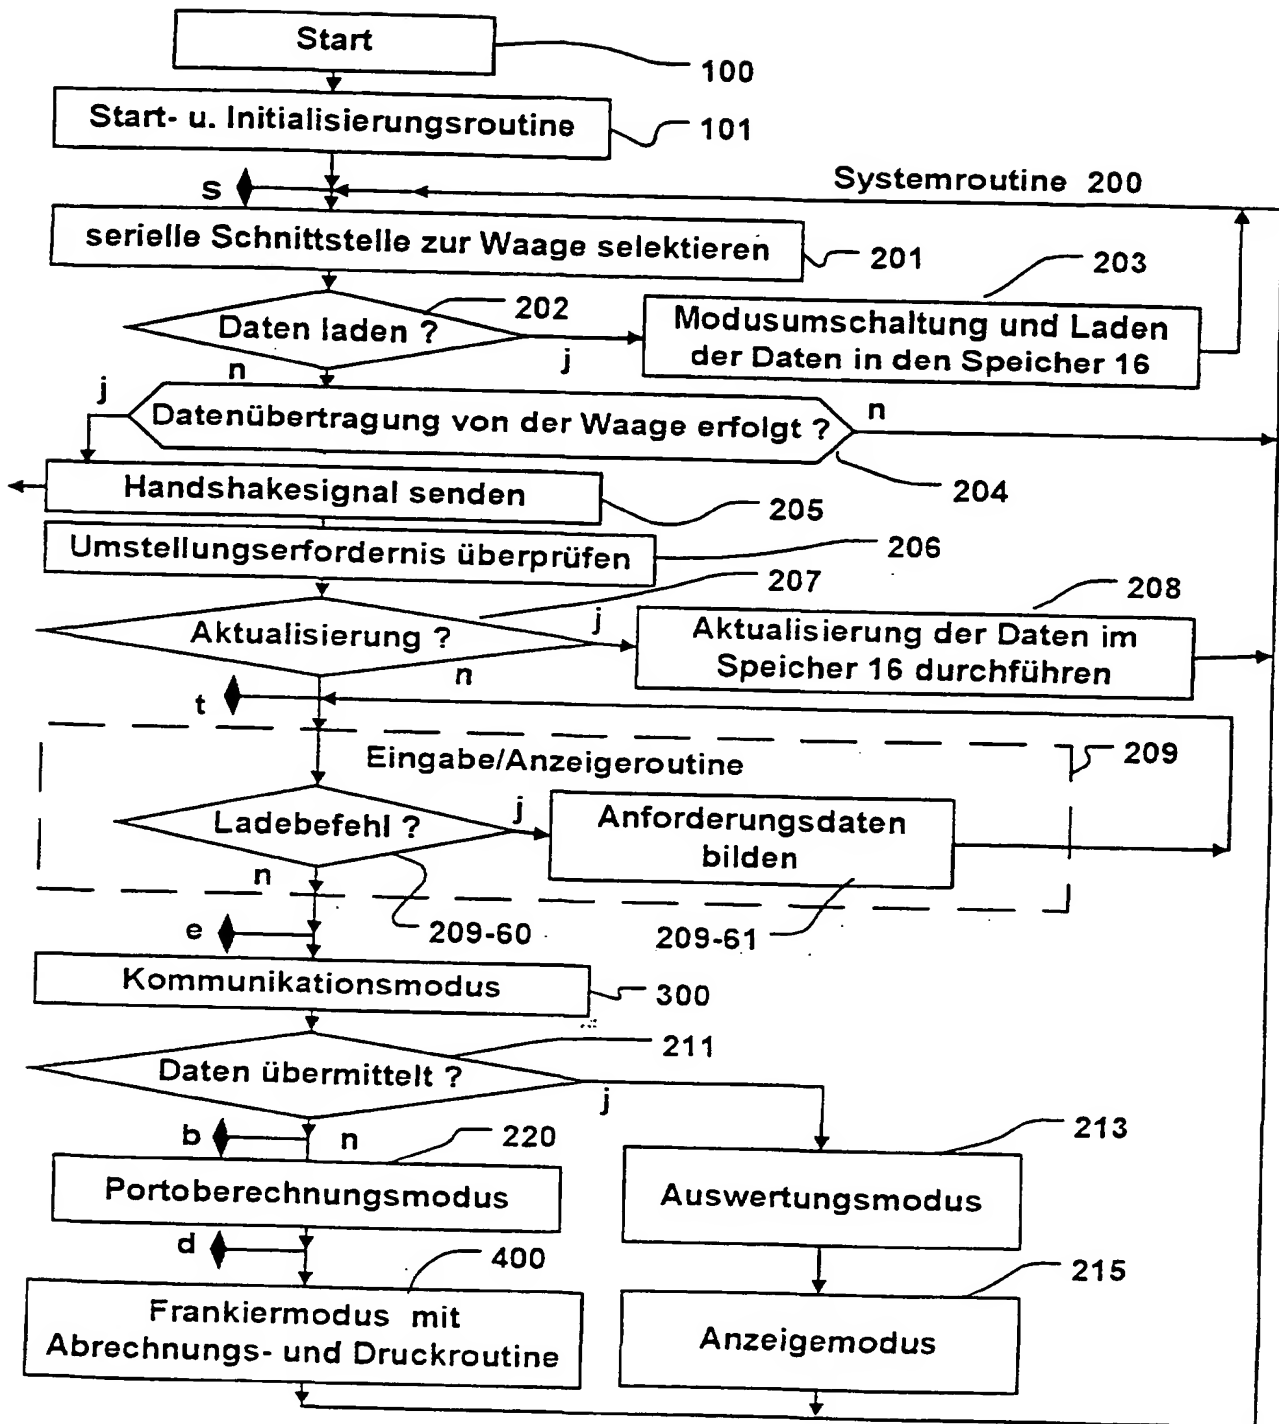 Start
100
Start- u. Initialisierungsroutine
101
s
Systemroutine 200
serielle Schnittstelle zur Waage selektieren
201
203
202
Daten laden ?
j
n
Modusumschaltung und Laden
der Daten in den Speicher 16
j
Datenübertragung von der Waage erfolgt ?
n
204
Handshakesignal senden
205
Umstellungserfordernis überprüfen
206
207
208
Aktualisierung ?
j
n
Aktualisierung der Daten im
Speicher 16 durchführen
t
Eingabe/Anzeigeroutine
209
Ladebefehl ?
j
n
Anforderungsdaten
bilden
209-60
209-61
e
Kommunikationsmodus
300
211
Daten übermittelt ?
j
b
n
220
213
Portoberechnungsmodus
Auswertungsmodus
d
400
215
Frankiermodus mit
Abrechnungs- und Druckroutine
Anzeigemodus